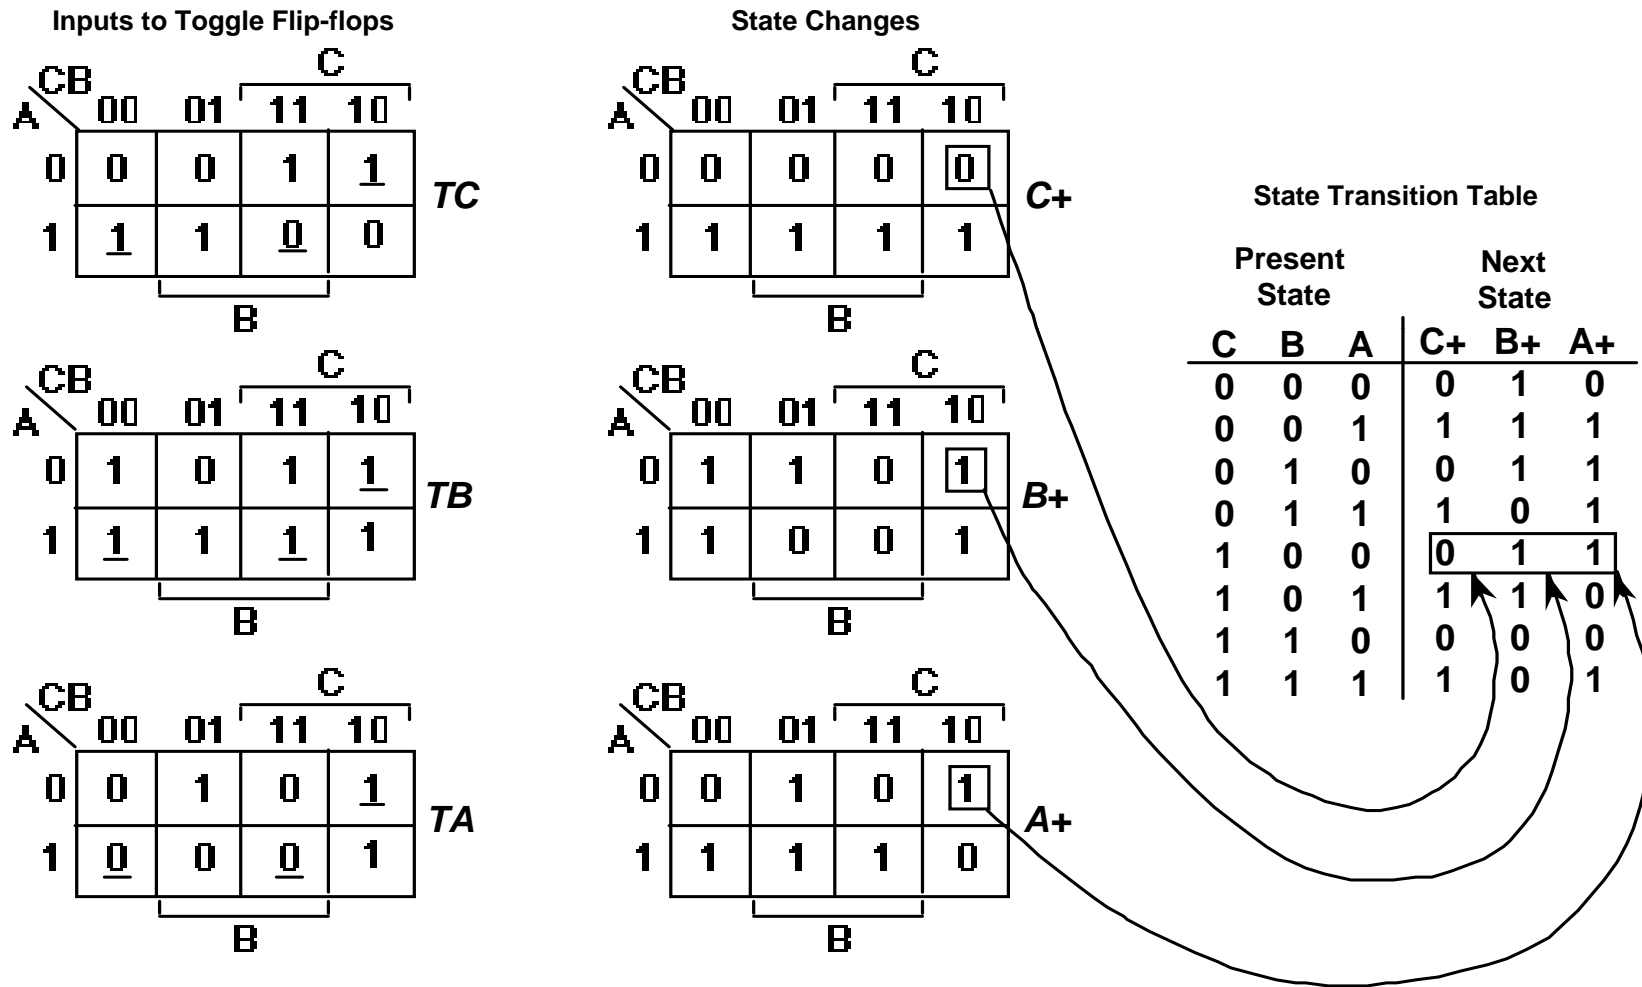 Inputs to Toggle Flip-flops
State Changes
C
CB
00 01 11 10
A
0 0 0 1 1
TC
1 1 1 0 0
B
C
CB
00 01 11 10
A
0 0 0 0 0
C+
1 1 1 1 1
B
C
CB
00 01 11 10
A
0 1 0 1 1
TB
1 1 1 1 1
B
C
CB
00 01 11 10
A
0 1 1 0 1
B+
1 1 0 0 1
B
C
CB
00 01 11 10
A
0 0 1 0 1
TA
1 0 0 0 1
B
C
CB
00 01 11 10
A
0 0 1 0 1
A+
1 1 1 1 0
B
State Transition Table
Present Next
State State
C B A C+ B+ A+
0 0 0 0 1 0
0 0 1 1 1 1
0 1 0 0 1 1
0 1 1 1 0 1
1 0 0 0 1 1
1 0 1 1 1 0
1 1 0 0 0 0
1 1 1 1 0 1